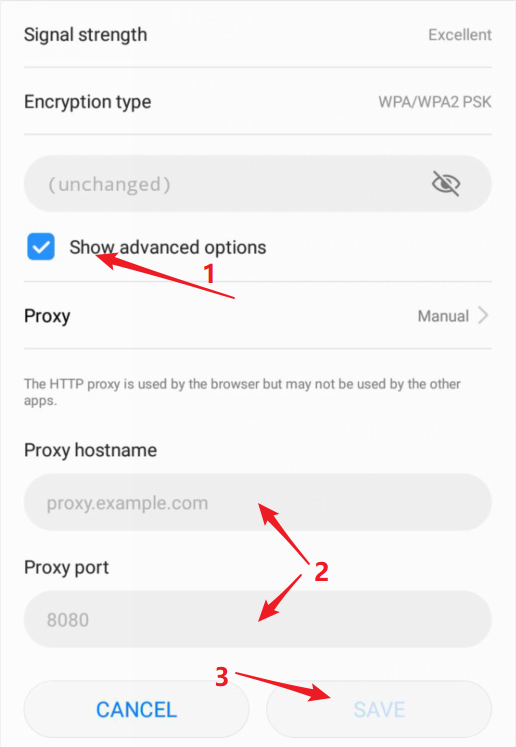 Signal strength Excellent
Encryption type WPA/WPA2 PSK
(unchanged)
Show advanced options
1
Proxy Manual
The HTTP proxy is used by the browser but may not be used by the other
apps.
Proxy hostname
proxy.example.com
Proxy port
2
8080
3
CANCEL SAVE